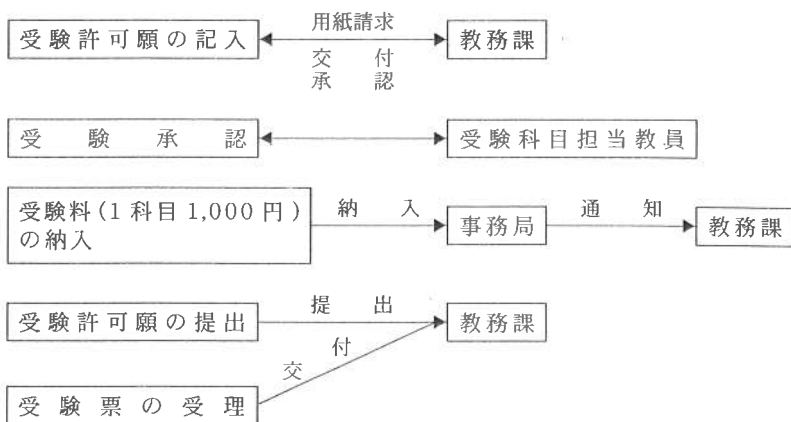 用紙請求
受験許可願の記入
教務課
交付
承認
受験承認
受験科目担当教員
受験料(1科目1,000円)
の納入
納入
事務局
通知
教務課
受験許可願の提出
提出
教務課
交付
受験票の受理